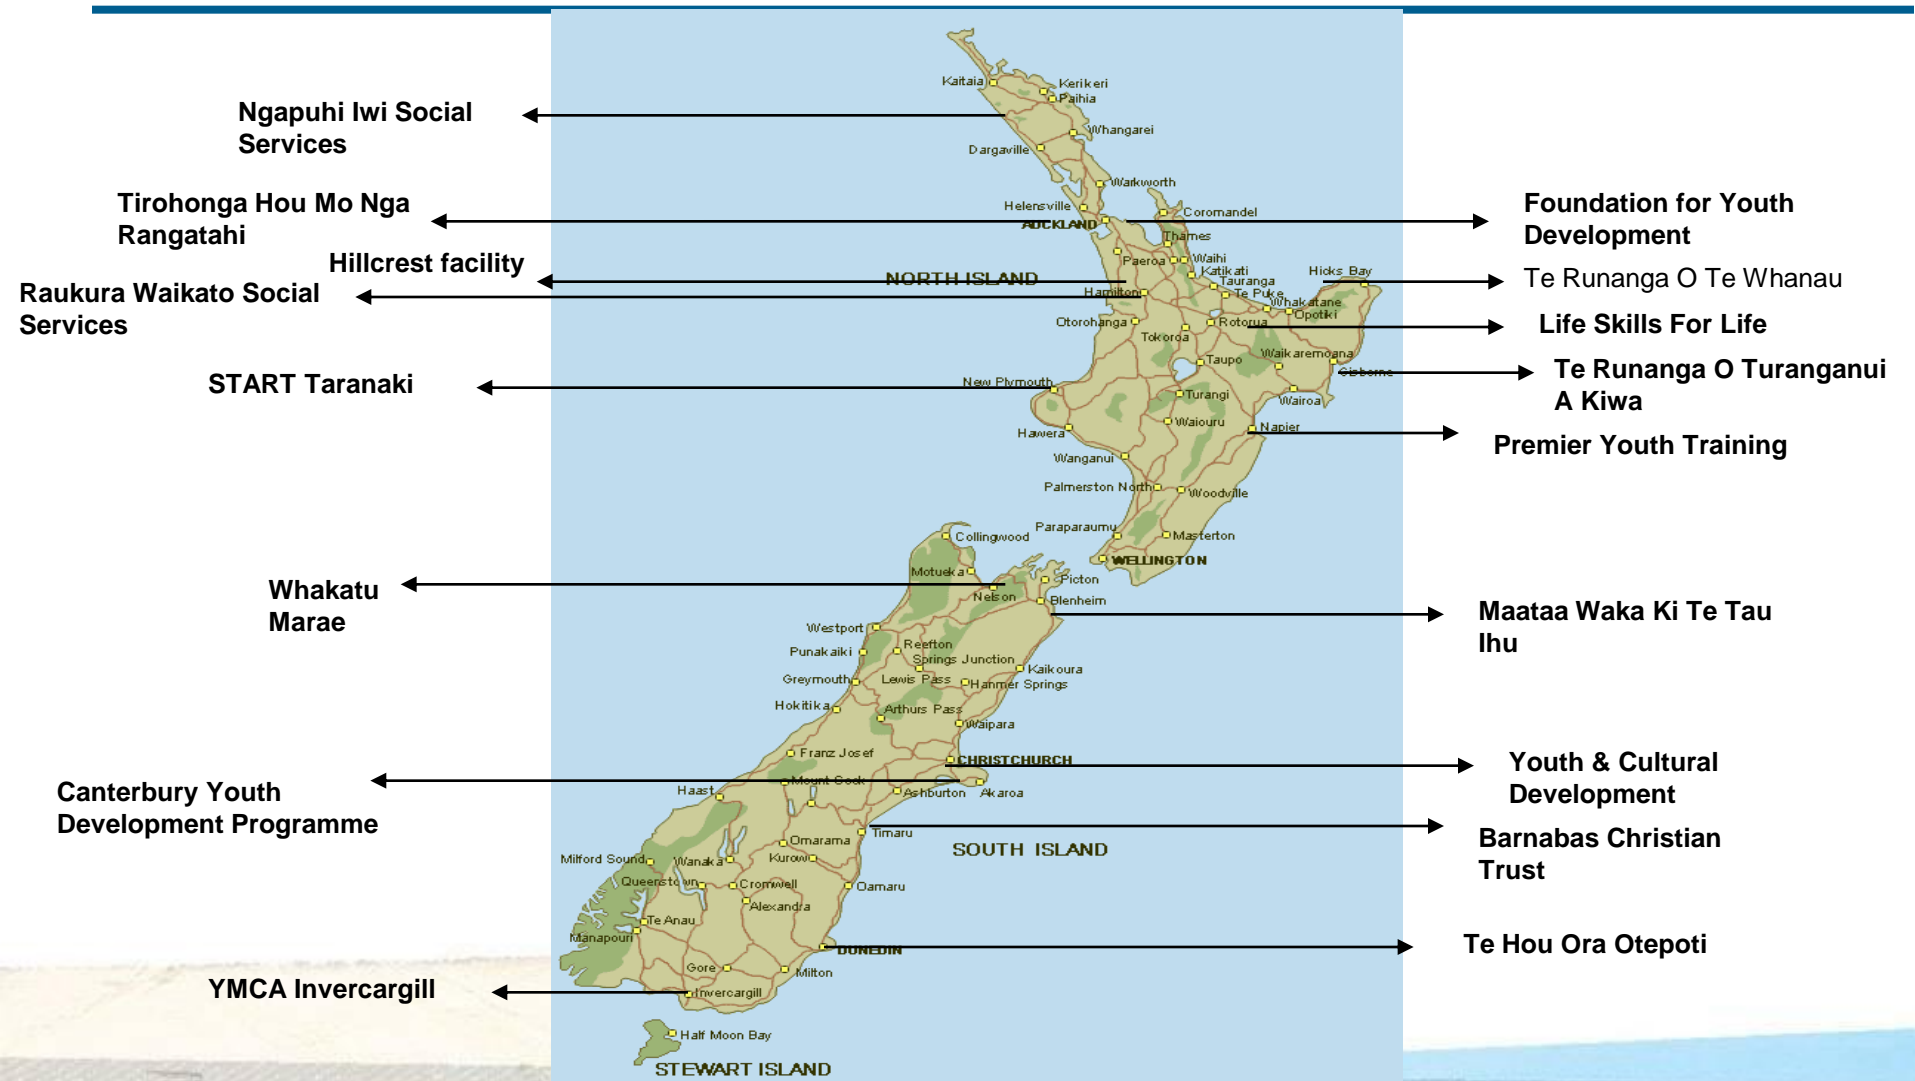 Ngapuhi Iwi Social
Services
Tirohonga Hou Mo Nga
Rangatahi
Hillcrest facility
Raukura Waikato Social
Services
START Taranaki
Whakatu
Marae
Canterbury Youth
Development Programme
YMCA Invercargill
Kaitaia
Kerikeri
Paihia
Whangarei
Dargaville
Warkworth
Helensville
Coromandel
AUCKLAND
Thames
Paeroa
Waihi
Katikati
Hicks Bay
NORTH ISLAND
Tauranga
Hamilton
Te Puke
Whakatane
Opotiki
Otorohanga
Rotorua
Tokoroa
Waikaremoana
Taupo
Gisborne
New Plymouth
Turangi
Wairoa
Waiouru
Napier
Hawera
Wanganui
Palmerston North
Woodville
Paraparaumu
Masterton
WELLINGTON
Collingwood
Motueka
Picton
Nelson
Blenheim
Westport
Punakaiki
Reefton
Springs Junction
Kaikoura
Greymouth
Lewis Pass
Hanmer Springs
Hokitika
Arthurs Pass
Waipara
Franz Josef
CHRISTCHURCH
Mount Cook
Haast
Ashburton
Akaroa
Timaru
Omarama
SOUTH ISLAND
Milford Sound
Wanaka
Kurow
Queenstown
Cromwell
Oamaru
Alexandra
Te Anau
Manapouri
DUNEDIN
Gore
Milton
Invercargill
Half Moon Bay
STEWART ISLAND
Foundation for Youth
Development
Te Runanga O Te Whanau
Life Skills For Life
Te Runanga O Turanganui
A Kiwa
Premier Youth Training
Maataa Waka Ki Te Tau
Ihu
Youth & Cultural
Development
Barnabas Christian
Trust
Te Hou Ora Otepoti